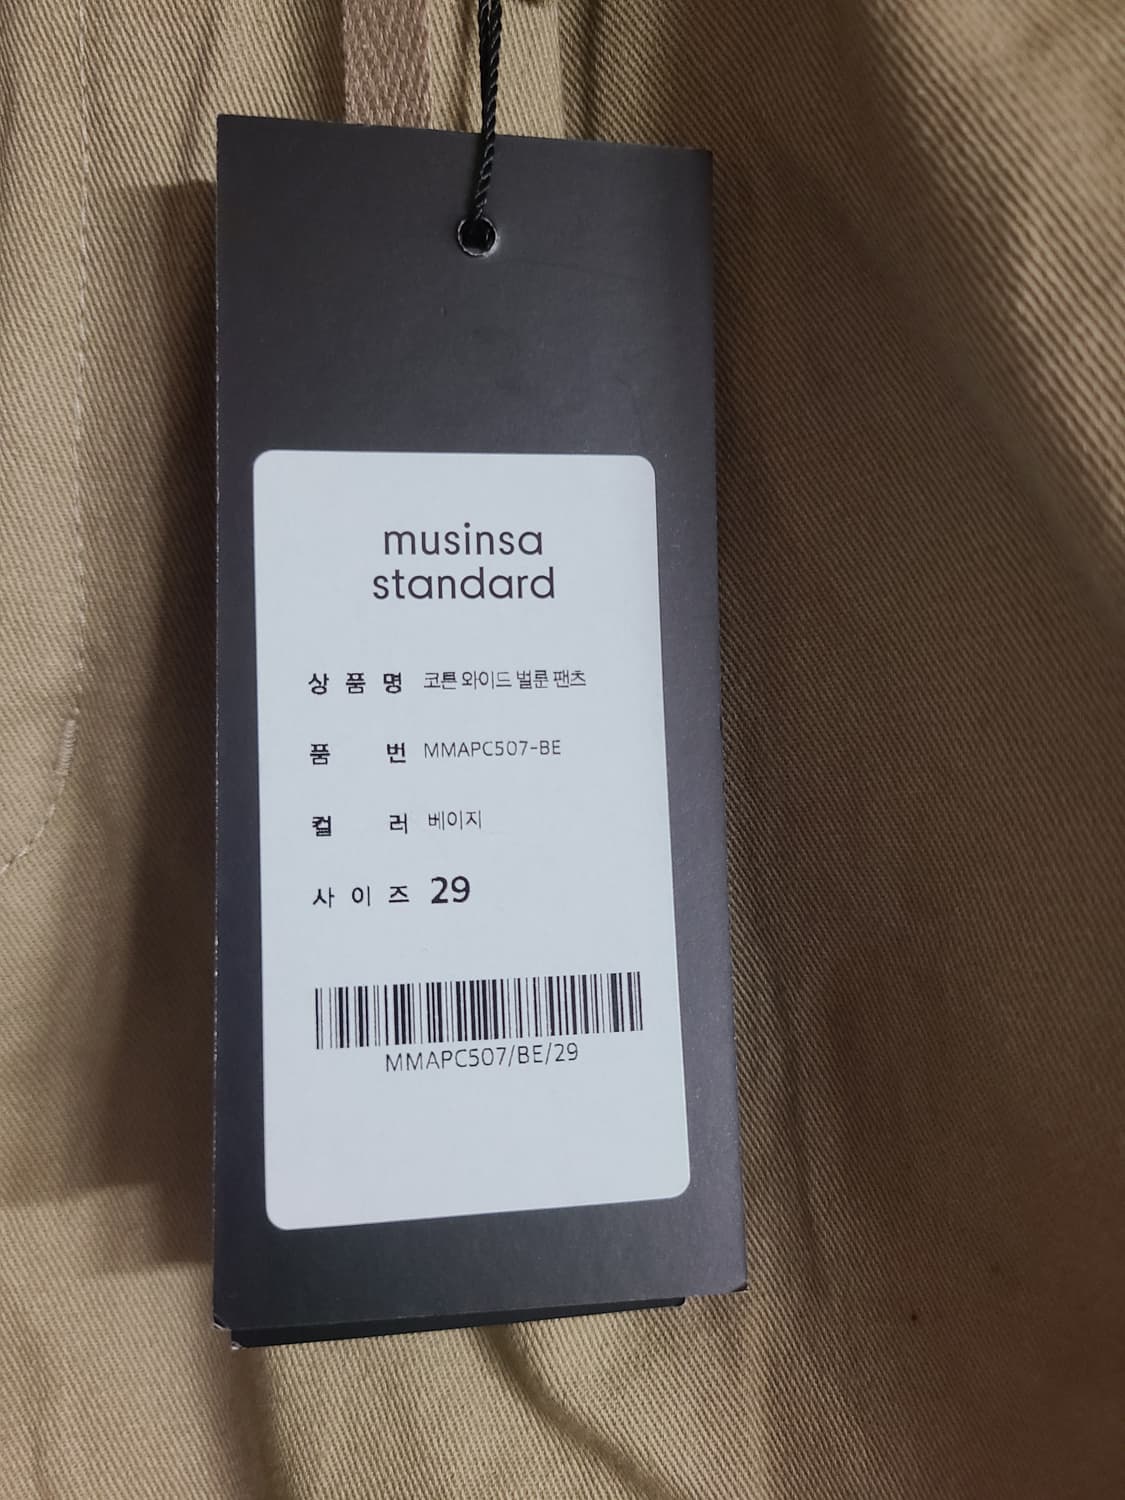 musinsa
standard
상품명 코튼 와이드 벌룬 팬츠
품번 MMAPC507-BE
컬러 베이지
사이즈 29
MMAPC507/BE/29